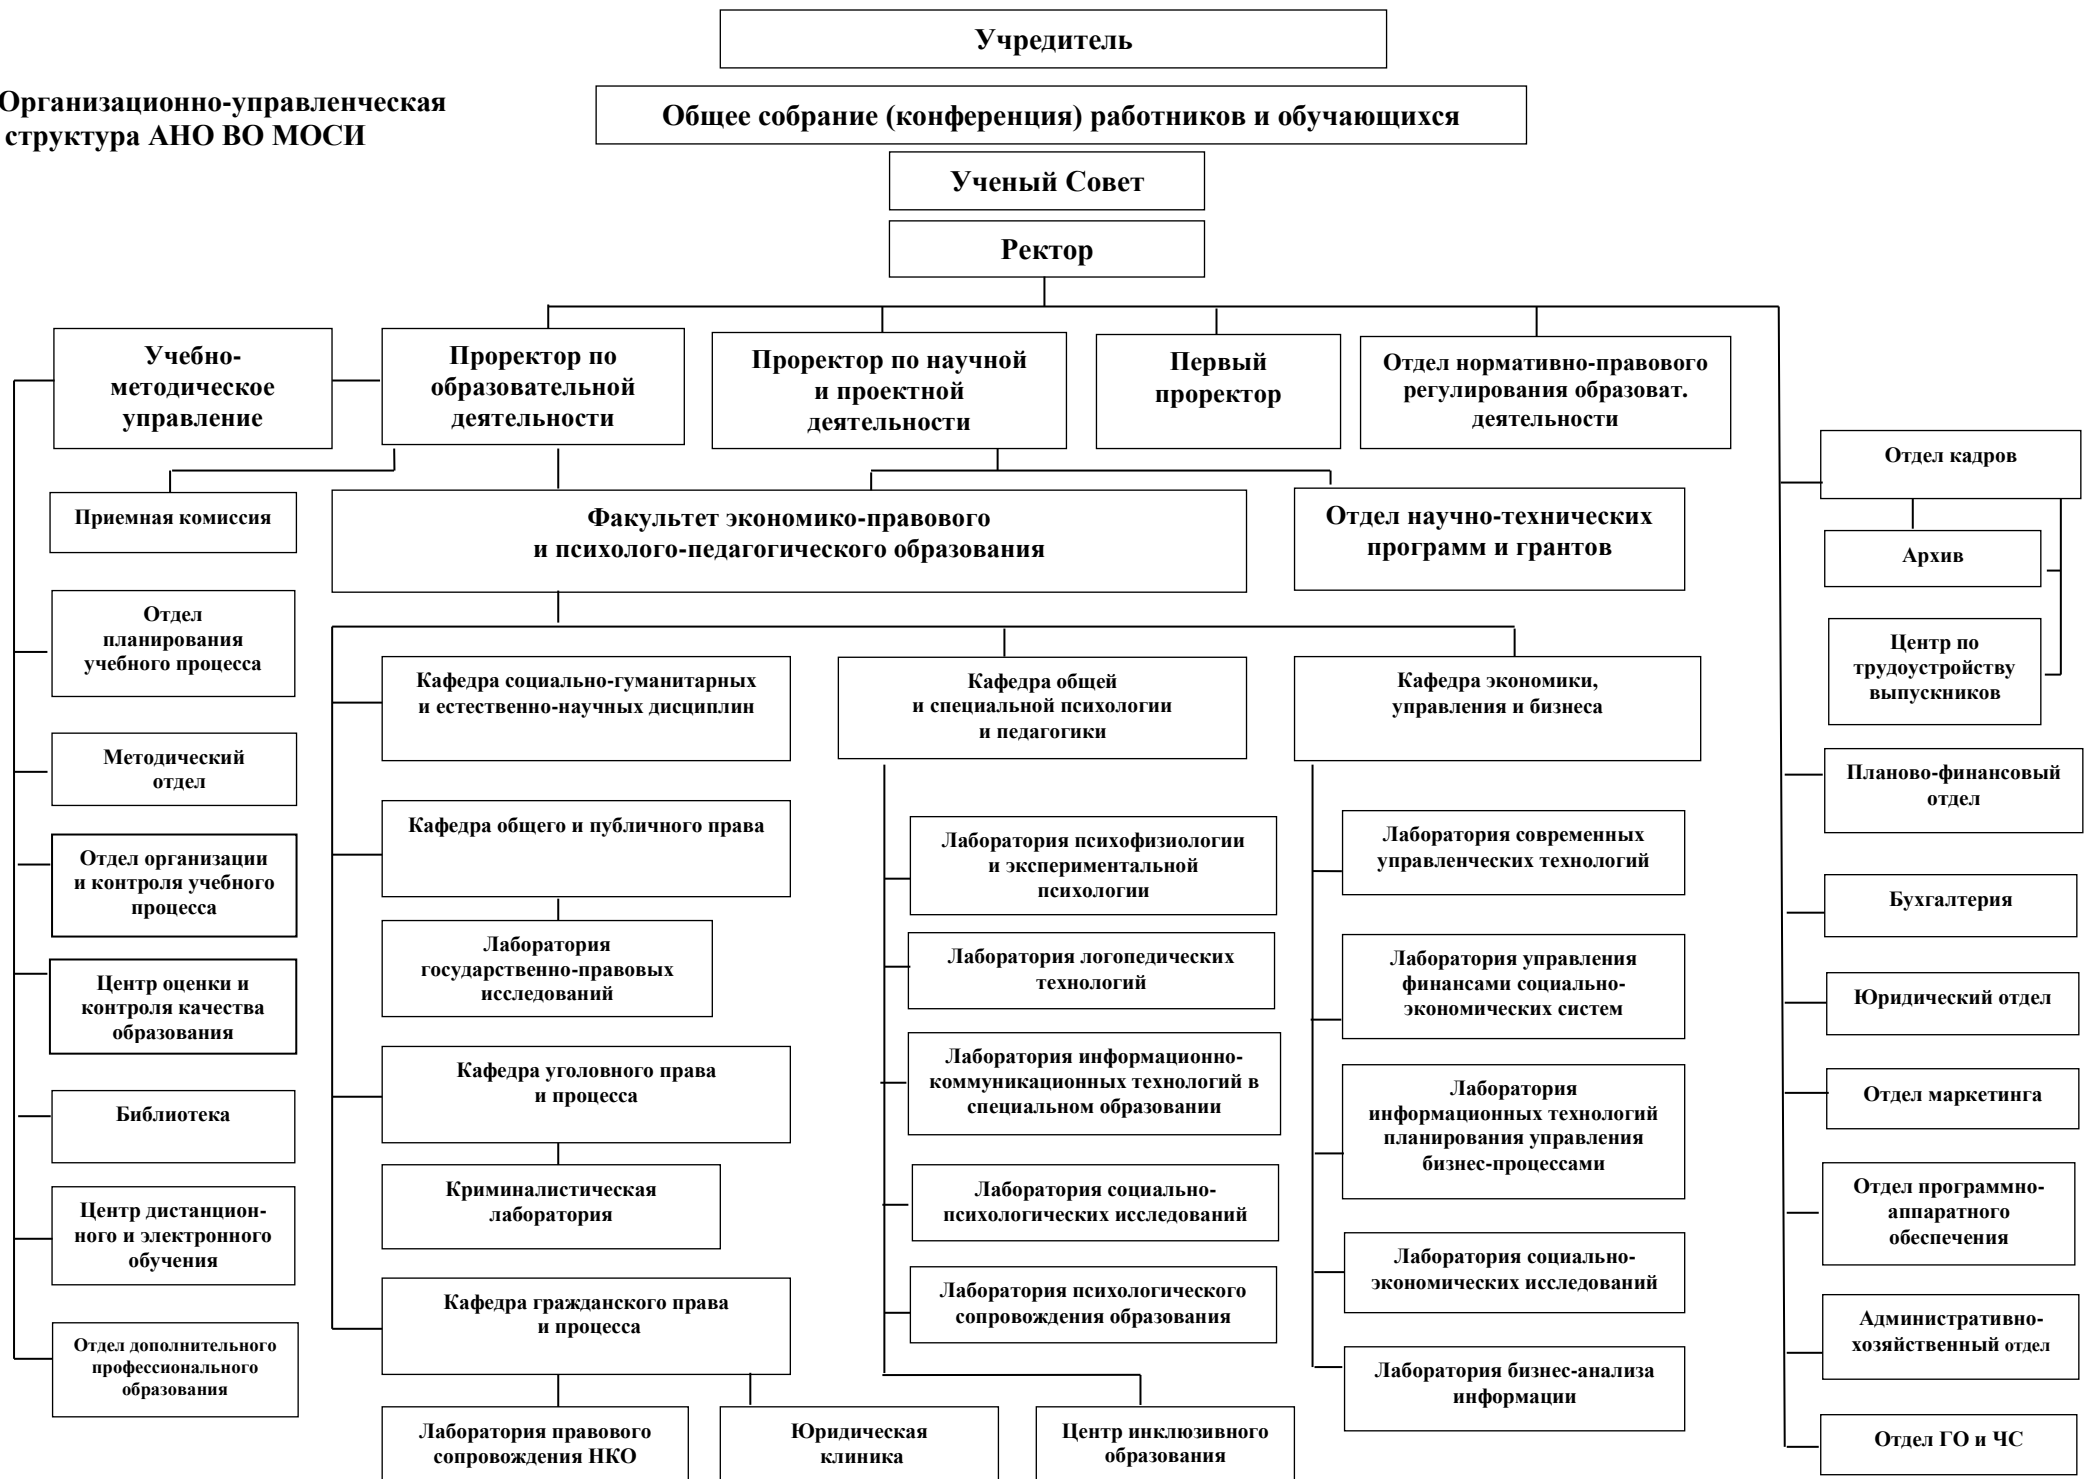 Учредитель
Организационно-управленческая
структура АНО ВО МОСИ
Общее собрание (конференция) работников и обучающихся
Ученый Совет
Ректор
Учебно-
методическое
управление
Проректор по
образовательной
деятельности
Проректор по научной
и проектной
деятельности
Первый
проректор
Отдел нормативно-правового
регулирования образоват.
деятельности
Приемная комиссия
Факультет экономико-правового
и психолого-педагогического образования
Отдел научно-технических
программ и грантов
Отдел кадров
Архив
Центр по
трудоустройству
выпускников
Отдел
планирования
учебного процесса
Методический
отдел
Отдел организации
и контроля учебного
процесса
Центр оценки и
контроля качества
образования
Библиотека
Центр дистанцион-
ного и электронного
обучения
Отдел дополнительного
профессионального
образования
Кафедра социально-гуманитарных
и естественно-научных дисциплин
Кафедра общего и публичного права
Лаборатория
государственно-правовых
исследований
Кафедра уголовного права
и процесса
Криминалистическая
лаборатория
Кафедра гражданского права
и процесса
Лаборатория правового
сопровождения НКО
Юридическая
клиника
Кафедра общей
и специальной психологии
и педагогики
Лаборатория психофизиологии
и экспериментальной
психологии
Лаборатория логопедических
технологий
Лаборатория информационно-
коммуникационных технологий в
специальном образовании
Лаборатория социально-
психологических исследований
Лаборатория психологического
сопровождения образования
Центр инклюзивного
образования
Кафедра экономики,
управления и бизнеса
Лаборатория современных
управленческих технологий
Лаборатория управления
финансами социально-
экономических систем
Лаборатория
информационных технологий
планирования управления
бизнес-процессами
Лаборатория социально-
экономических исследований
Лаборатория бизнес-анализа
информации
Планово-финансовый
отдел
Бухгалтерия
Юридический отдел
Отдел маркетинга
Отдел программно-
аппаратного
обеспечения
Административно-
хозяйственный отдел
Отдел ГО и ЧС